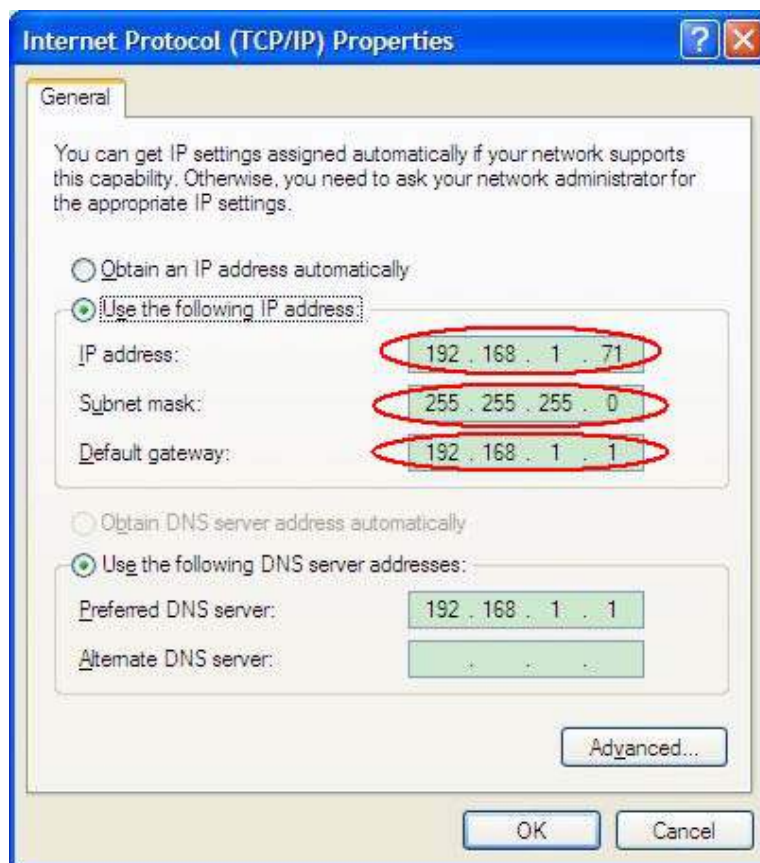 Internet Protocol (TCP/IP) Properties
General
You can get IP settings assigned automatically if your network supports
this capability. Otherwise, you need to ask your network administrator for
the appropriate IP settings.
Obtain an IP address automatically
Use the following IP address:
IP address: 192 . 168 . 1 . 71
Subnet mask: 255 . 255 . 255 . 0
Default gateway: 192 . 168 . 1 . 1
Obtain DNS server address automatically
Use the following DNS server addresses:
Preferred DNS server: 192 . 168 . 1 . 1
Alternate DNS server: . . .
Advanced...
OK Cancel